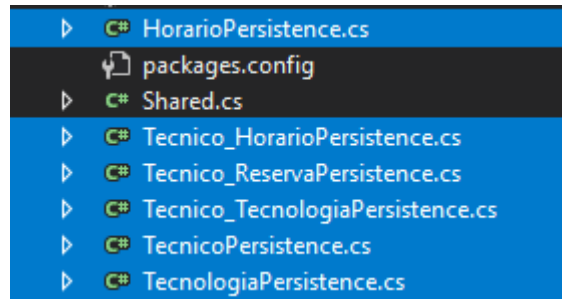 C# HorarioPersistence.cs
packages.config
C# Shared.cs
C# Tecnico_HorarioPersistence.cs
C# Tecnico_ReservaPersistence.cs
C# Tecnico_TecnologiaPersistence.cs
C# TecnicoPersistence.cs
C# TecnologiaPersistence.cs